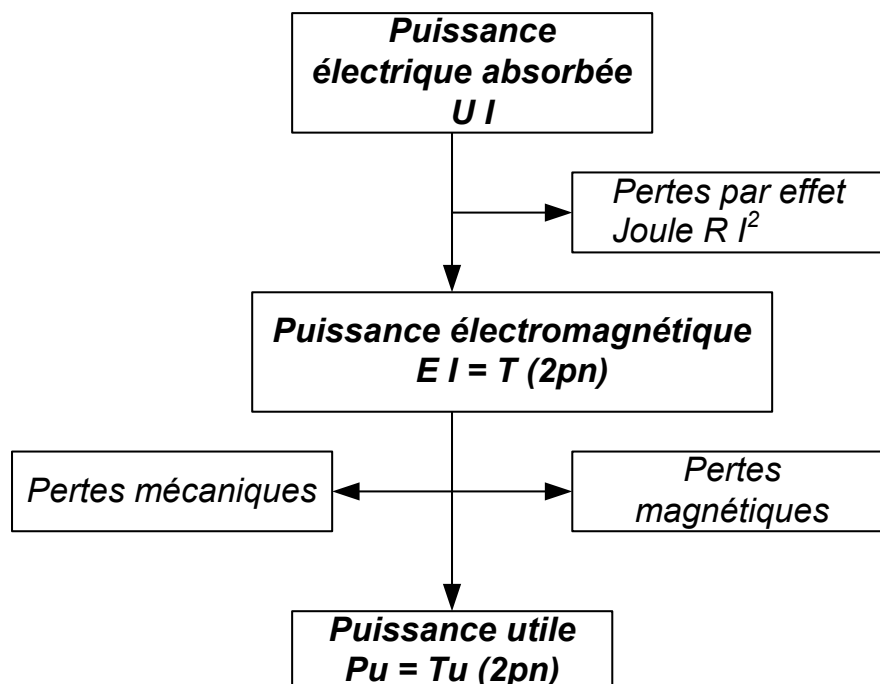 Puissance
électrique absorbée
U I
Pertes par effet
Joule R I²
Puissance électromagnétique
E I = T (2pn)
Pertes mécaniques
Pertes
magnétiques
Puissance utile
Pu = Tu (2pn)